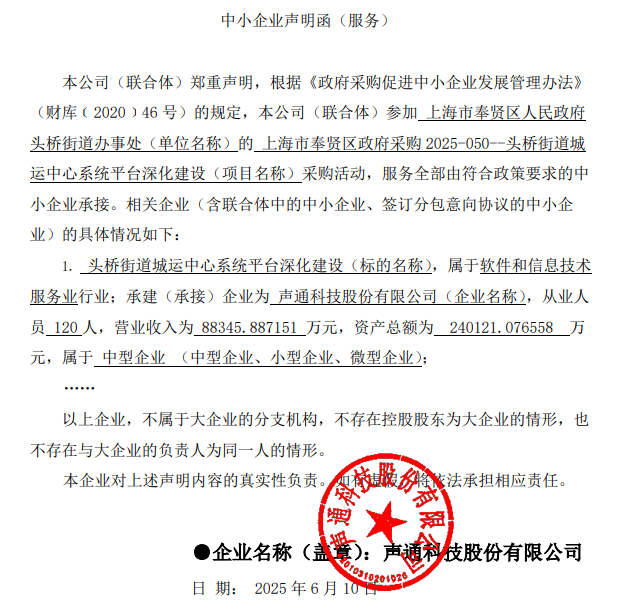 中小企业声明函（服务）
本公司（联合体）郑重声明，根据《政府采购促进中小企业发展管理办法》
（财库﹝2020﹞46 号）的规定，本公司（联合体）参加 上海市奉贤区人民政府
头桥街道办事处（单位名称）的 上海市奉贤区政府采购 2025-050--头桥街道城
运中心系统平台深化建设（项目名称）采购活动，服务全部由符合政策要求的中
小企业承接。相关企业（含联合体中的中小企业、签订分包意向协议的中小企
业）的具体情况如下：
1. 头桥街道城运中心系统平台深化建设（标的名称），属于软件和信息技术
服务业行业；承建（承接）企业为 声通科技股份有限公司（企业名称），从业人
员 120 人，营业收入为 88345.887151 万元，资产总额为 240121.076558 万
元，属于 中型企业 （中型企业、小型企业、微型企业）；
……
以上企业，不属于大企业的分支机构，不存在控股股东为大企业的情形，也
不存在与大企业的负责人为同一人的情形。
本企业对上述声明内容的真实性负责。如有虚假，将依法承担相应责任。
声通科技股份有限公司
●企业名称（盖章）：声通科技股份有限公司
日 期： 2025 年 6 月 10 日